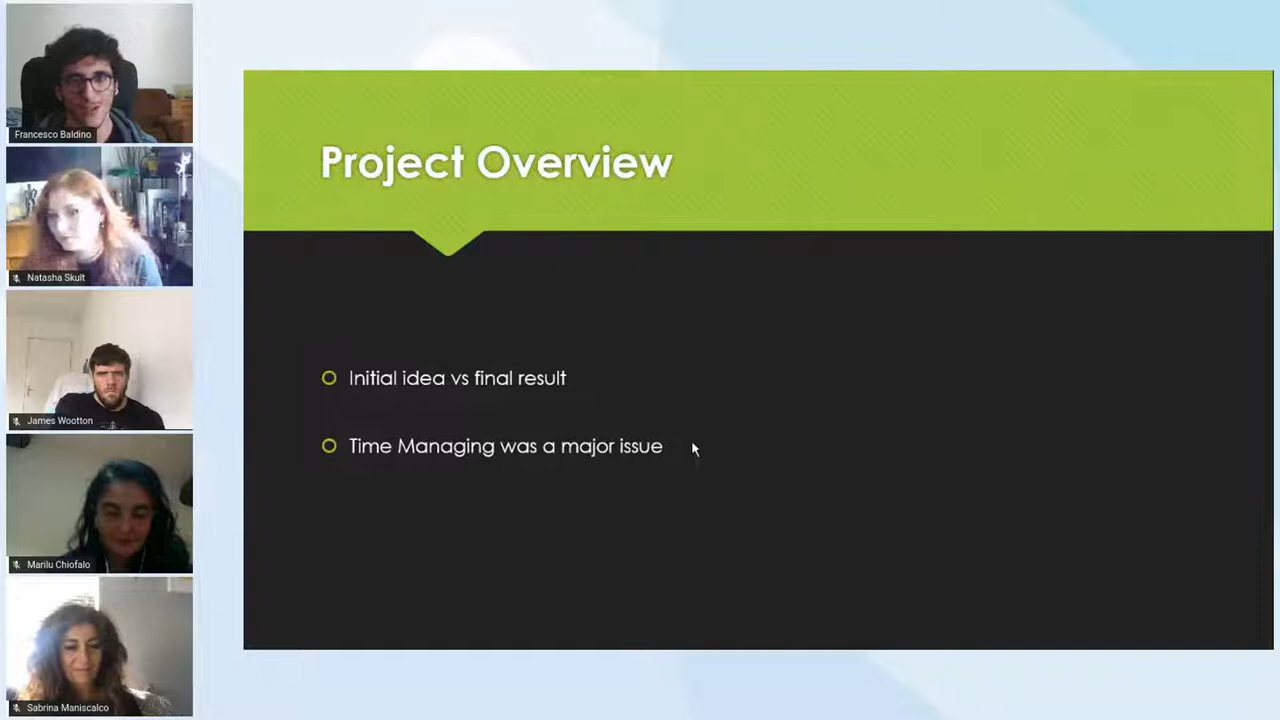 Francesco Baldino
Natasha Skult
James Wootton
Marilu Chiofalo
Sabrina Maniscalco
Project Overview
Initial idea vs final result
Time Managing was a major issue